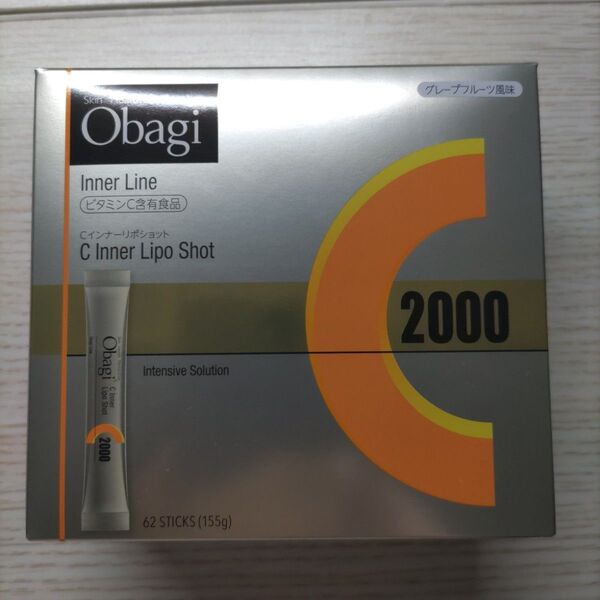 グレープフルーツ風味
Obagi
Inner Line
ビタミンC含有食品
Cインナーリポショット
C Inner Lipo Shot
2000
Intensive Solution
Obagi
C Inner
Lipo Shot
2000
62 STICKS (155g)